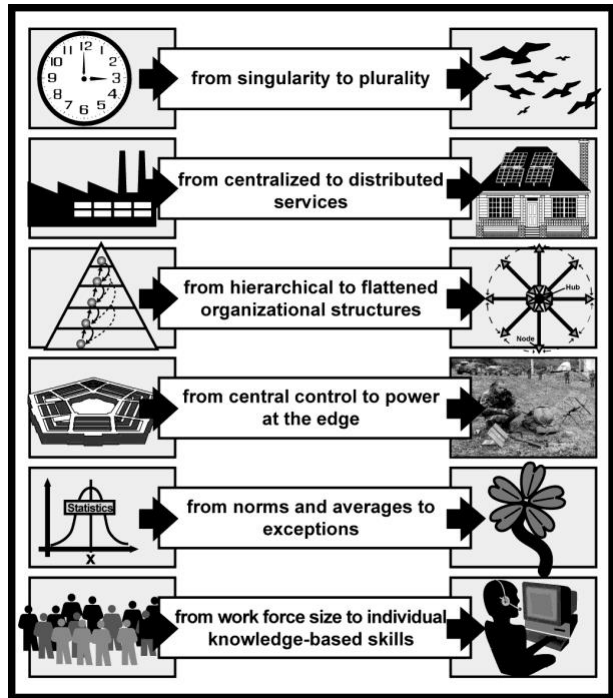 12
11
1
10
2
9
3
8
4
7
5
6
from singularity to plurality
from centralized to distributed
services
from hierarchical to flattened
organizational structures
Hub
Node
from central control to power
at the edge
Statistics
X
from norms and averages to
exceptions
from work force size to individual
knowledge-based skills